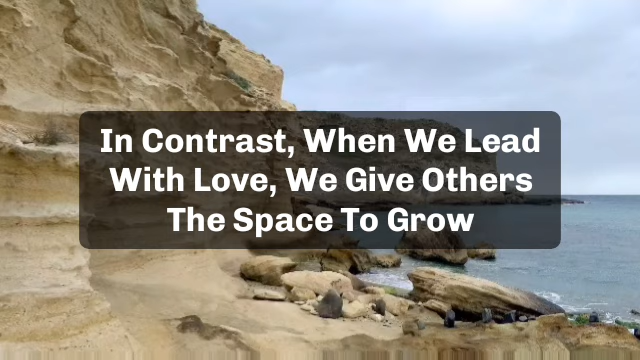 In Contrast, When We Lead
With Love, We Give Others
The Space To Grow